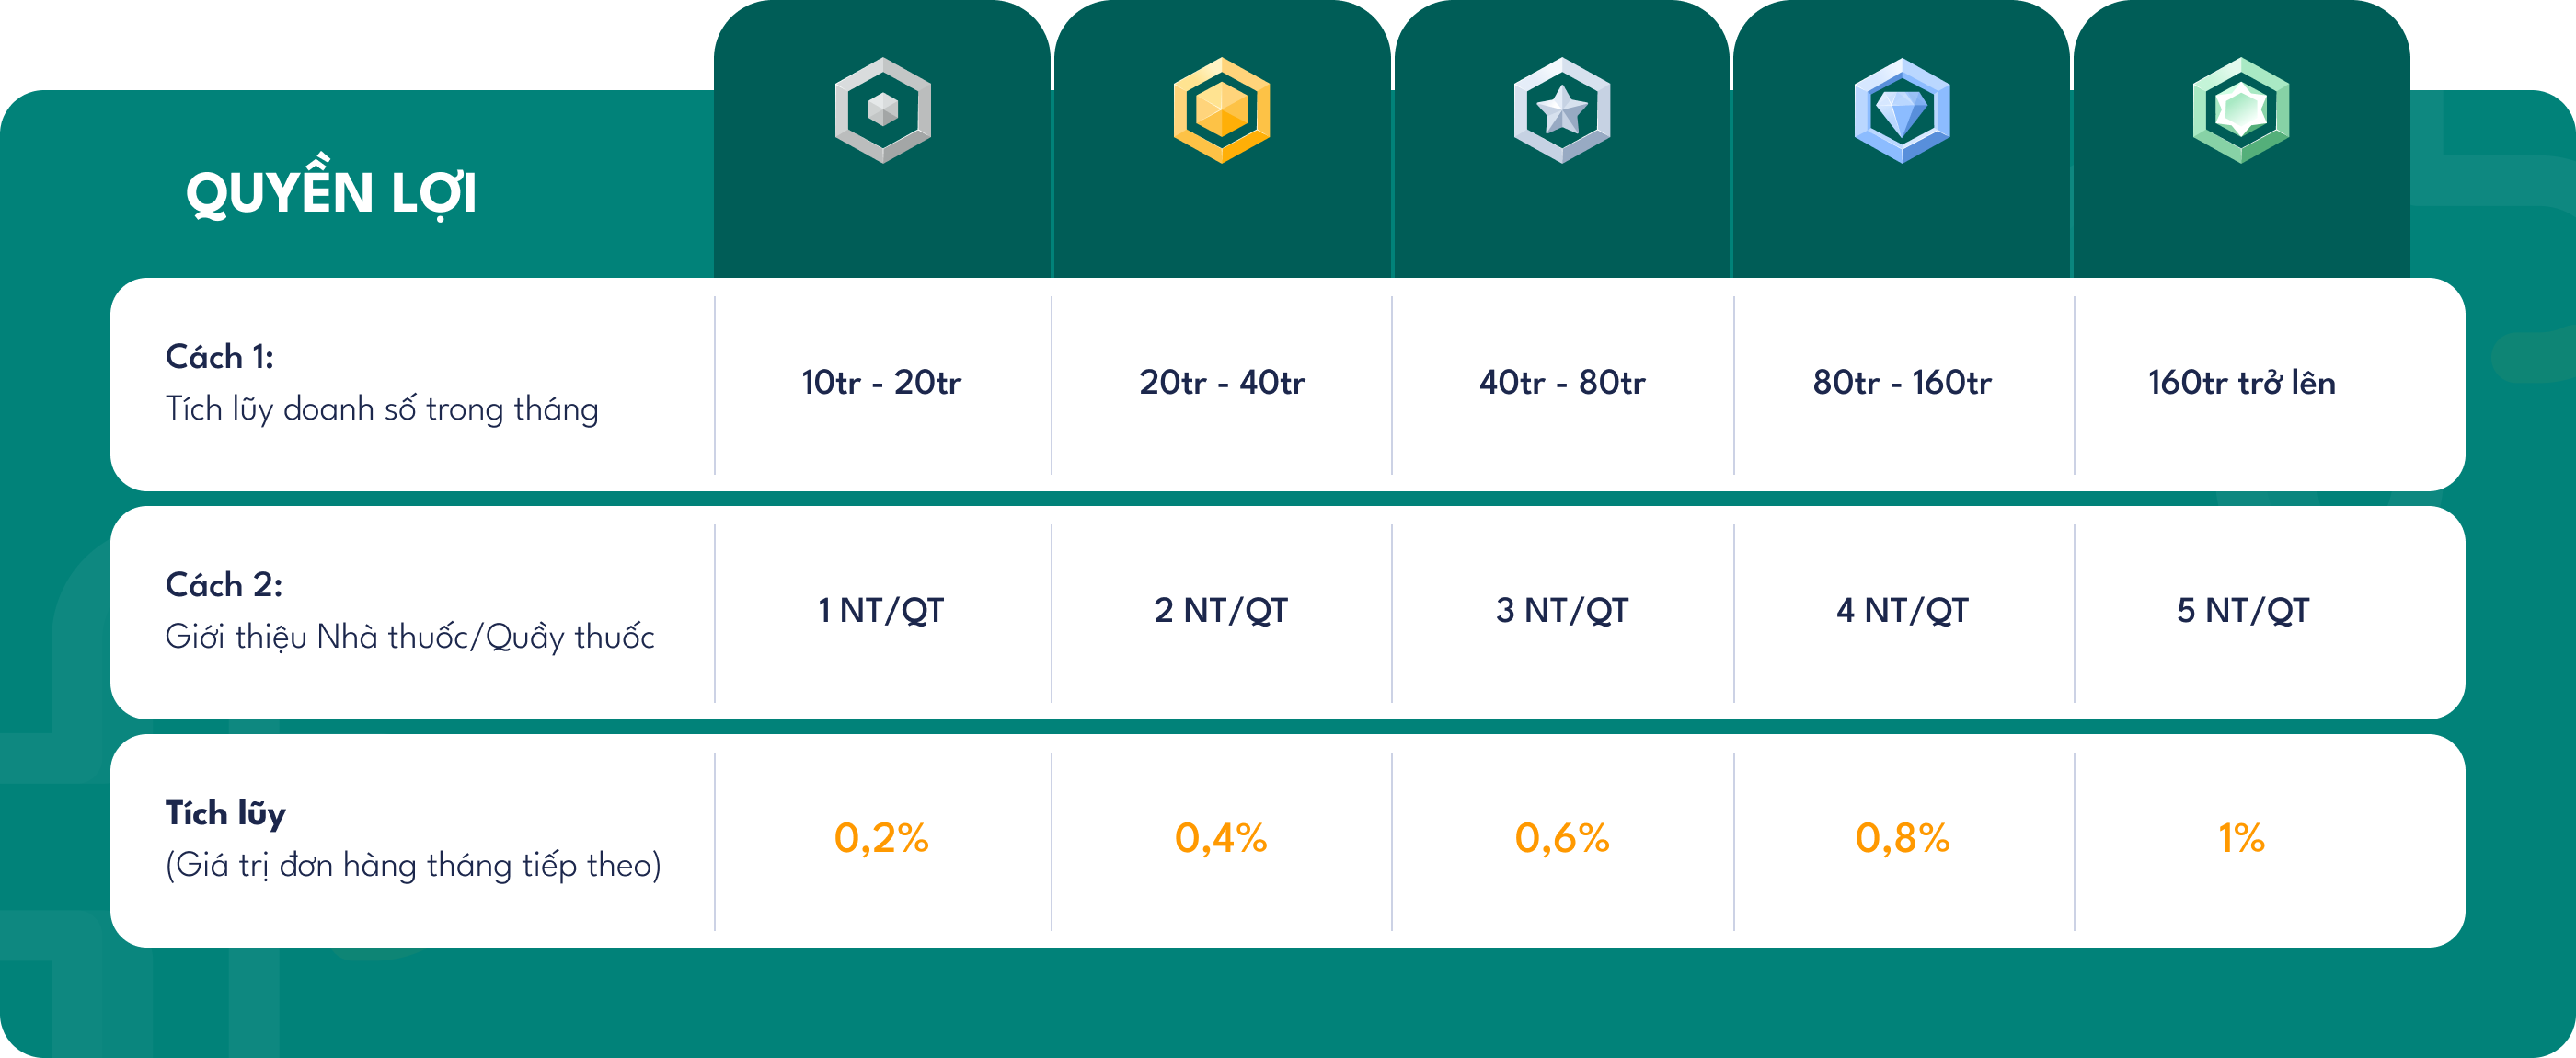 QUYỀN LỢI
Cách 1:
Tích lũy doanh số trong tháng
10tr - 20tr
20tr - 40tr
40tr - 80tr
80tr - 160tr
160tr trở lên
Cách 2:
Giới thiệu Nhà thuốc/Quầy thuốc
1 NT/QT
2 NT/QT
3 NT/QT
4 NT/QT
5 NT/QT
Tích lũy
(Giá trị đơn hàng tháng tiếp theo)
0,2%
0,4%
0,6%
0,8%
1%